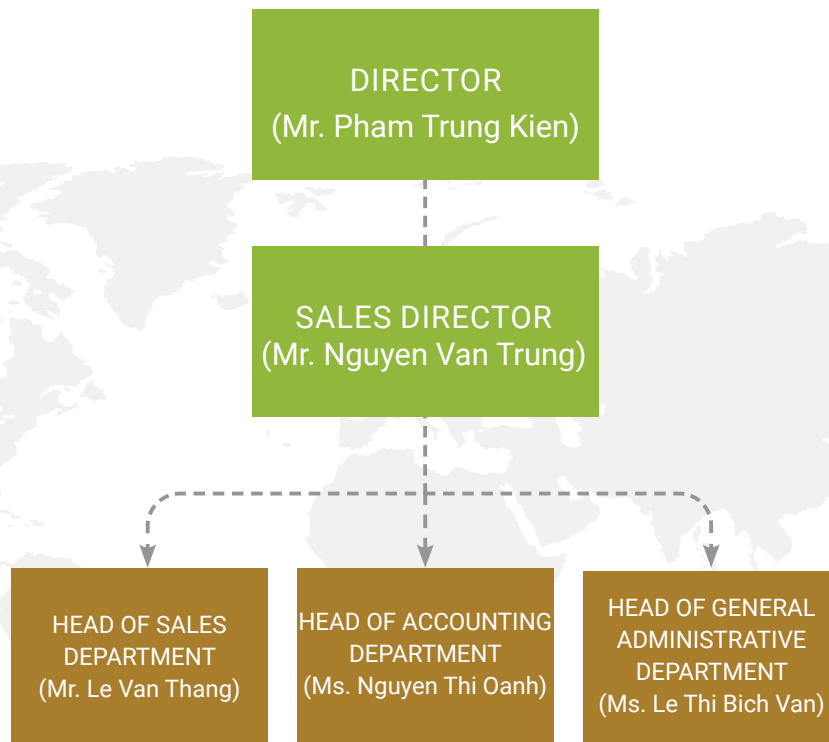 DIRECTOR
(Mr. Pham Trung Kien)
SALES DIRECTOR
(Mr. Nguyen Van Trung)
HEAD OF SALES
DEPARTMENT
(Mr. Le Van Thang)
HEAD OF ACCOUNTING
DEPARTMENT
(Ms. Nguyen Thi Oanh)
HEAD OF GENERAL
ADMINISTRATIVE
DEPARTMENT
(Ms. Le Thi Bich Van)